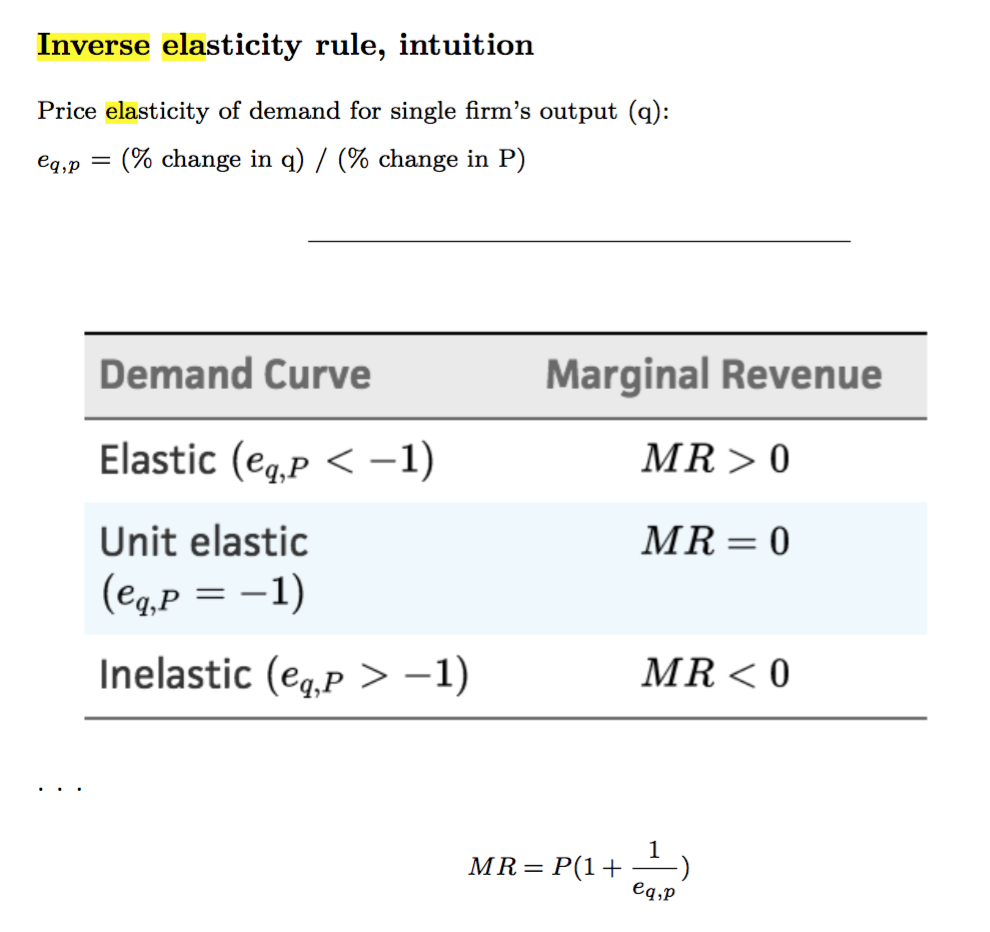 Inverse elasticity rule, intuition
Price elasticity of demand for single firm's output (q):
e_{q,p} = (% change in q) / (% change in P)
Demand Curve Marginal Revenue
Elastic (e_{q,P} < −1) MR > 0
Unit elastic MR = 0
(e_{q,P} = −1)
Inelastic (e_{q,P} > −1) MR < 0
. . .
MR = P(1 + \frac{1}{e_{q,p}})